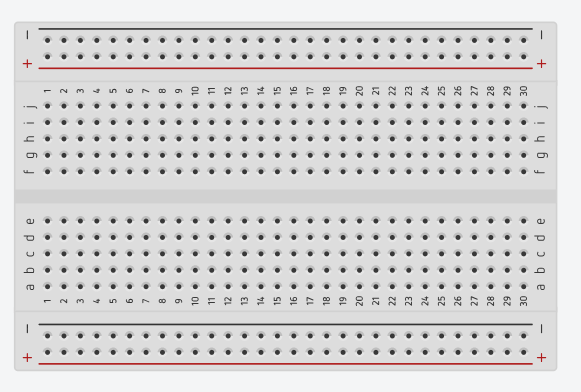 − −
+ +
1 2 3 4 5 6 7 8 9 10 11 12 13 14 15 16 17 18 19 20 21 22 23 24 25 26 27 28 29 30
j j
i i
h h
g g
f f
e e
d d
c c
b b
a a
1 2 3 4 5 6 7 8 9 10 11 12 13 14 15 16 17 18 19 20 21 22 23 24 25 26 27 28 29 30
− −
+ +